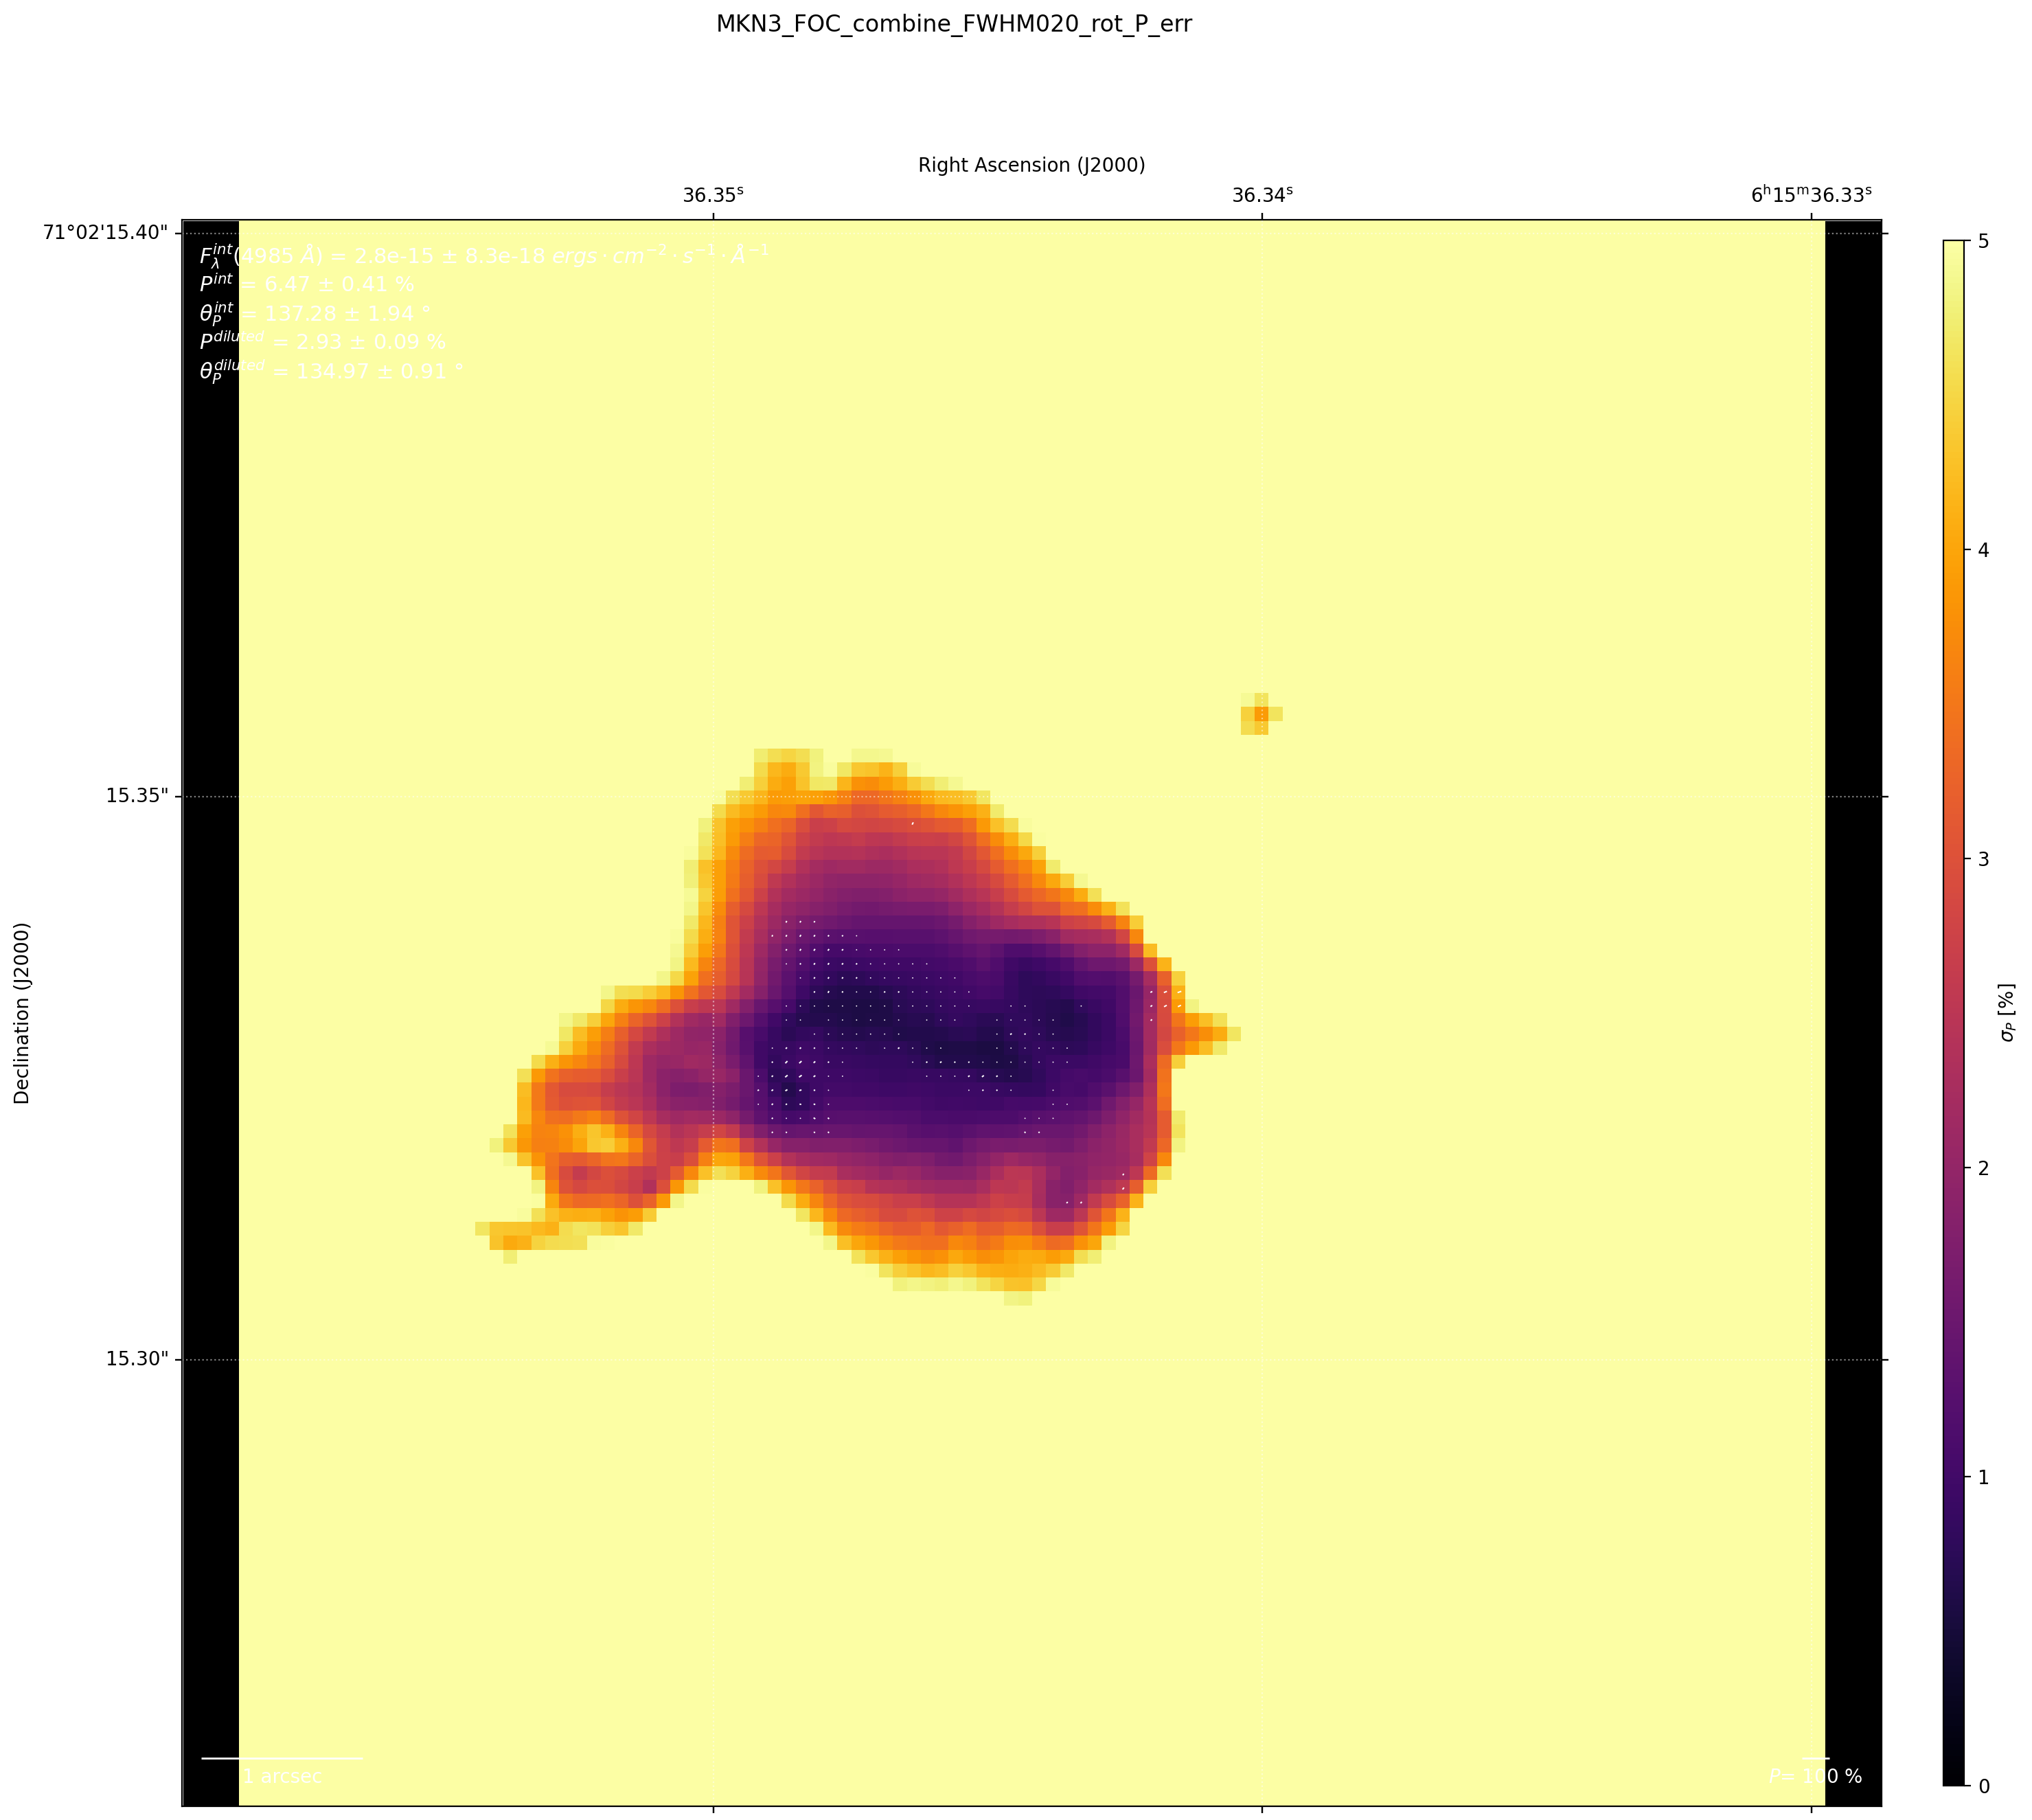 MKN3_FOC_combine_FWHM020_rot_P_err
Right Ascension (J2000)
36.35ˢ 36.34ˢ 6ʰ15ᵐ36.33ˢ
71°02'15.40"
F_λ^int (4985 Å) = 2.8e-15 ± 8.3e-18 ergs · cm⁻² · s⁻¹ · Å⁻¹
P^int = 6.47 ± 0.41 %
θ_P^int = 137.28 ± 1.94 °
P^diluted = 2.93 ± 0.09 %
θ_P^diluted = 134.97 ± 0.91 °
15.35"
15.30"
Declination (J2000)
1 arcsec
P= 100 %
5
4
3
2
1
0
σ_P [%]